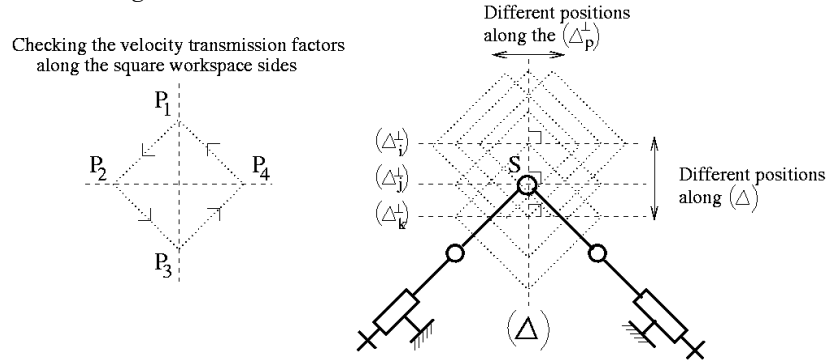 Different positions
along the (△⊥p)
Checking the velocity transmission factors
along the square workspace sides
P1
P2
P4
P3
(△⊥i)
(△⊥j)
(△⊥k)
S
Different positions
along (△)
(△)